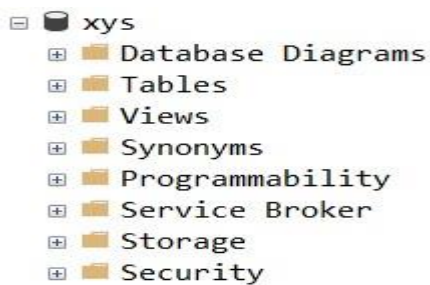 xys
Database Diagrams
Tables
Views
Synonyms
Programmability
Service Broker
Storage
Security